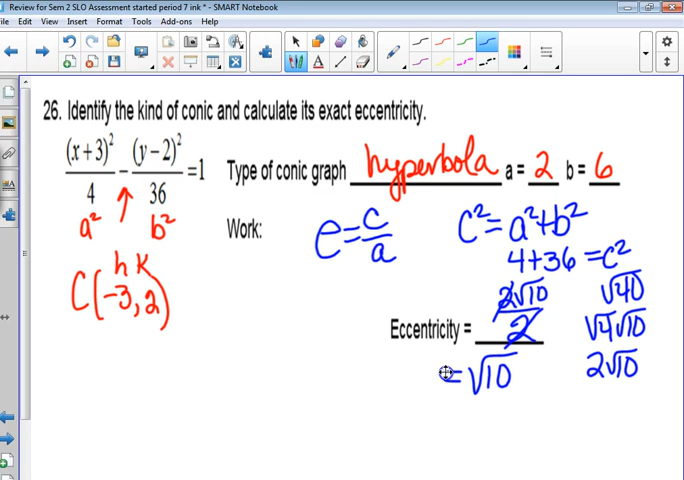 Review for Sem 2 SLO Assessment started period 7 ink * - SMART Notebook
File Edit View Insert Format Tools Add-ons Help
26. Identify the kind of conic and calculate its exact eccentricity.
(x+3)²/4 − (y−2)²/36 = 1
Type of conic graph hyperbola a = 2 b = 6
a² b²
Work: e = c/a c² = a² + b²
4+36 = c²
h k
C(-3, 2)
√40
√4√10
2√10
Eccentricity = 2√10/2
= √10